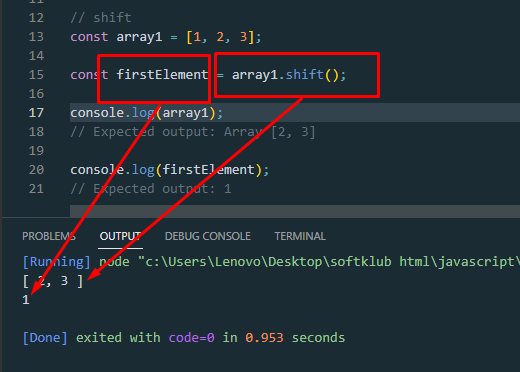 11
12 // shift
13 const array1 = [1, 2, 3];
14
15 const firstElement = array1.shift();
16
17 console.log(array1);
18 // Expected output: Array [2, 3]
19
20 console.log(firstElement);
21 // Expected output: 1
PROBLEMS OUTPUT DEBUG CONSOLE TERMINAL
[Running] node "c:\Users\Lenovo\Desktop\softklub html\javascript\
[ 2, 3 ]
1
[Done] exited with code=0 in 0.953 seconds